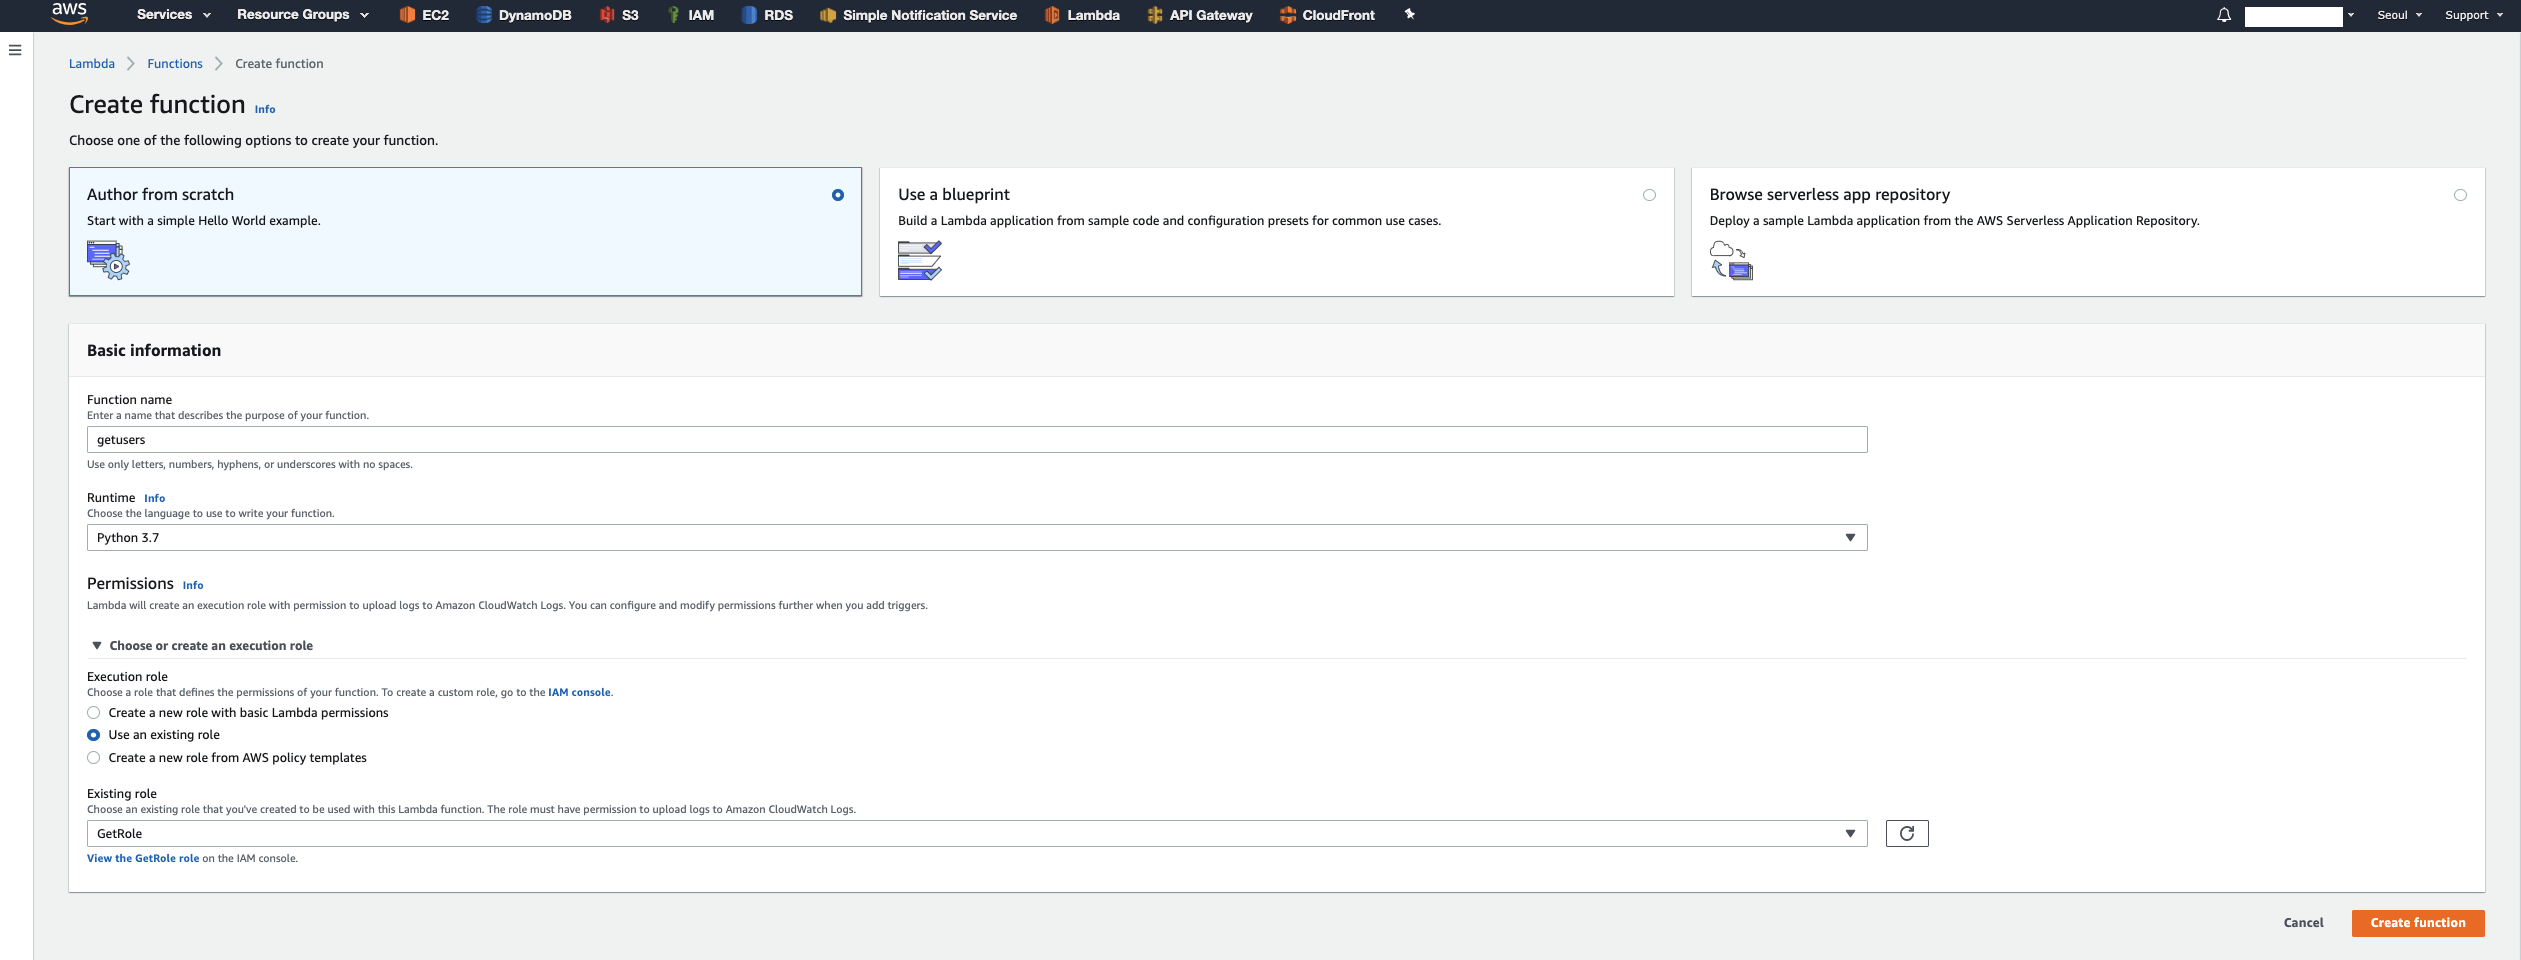 aws Services Resource Groups EC2 DynamoDB S3 IAM RDS Simple Notification Service Lambda API Gateway CloudFront Seoul Support
Lambda Functions Create function
Create function Info
Choose one of the following options to create your function.
Author from scratch
Start with a simple Hello World example.
Use a blueprint
Build a Lambda application from sample code and configuration presets for common use cases.
Browse serverless app repository
Deploy a sample Lambda application from the AWS Serverless Application Repository.
Basic information
Function name
Enter a name that describes the purpose of your function.
getusers
Use only letters, numbers, hyphens, or underscores with no spaces.
Runtime Info
Choose the language to use to write your function.
Python 3.7
Permissions Info
Lambda will create an execution role with permission to upload logs to Amazon CloudWatch Logs. You can configure and modify permissions further when you add triggers.
Choose or create an execution role
Execution role
Choose a role that defines the permissions of your function. To create a custom role, go to the IAM console.
Create a new role with basic Lambda permissions
Use an existing role
Create a new role from AWS policy templates
Existing role
Choose an existing role that you've created to be used with this Lambda function. The role must have permission to upload logs to Amazon CloudWatch Logs.
GetRole
View the GetRole role on the IAM console.
Cancel Create function